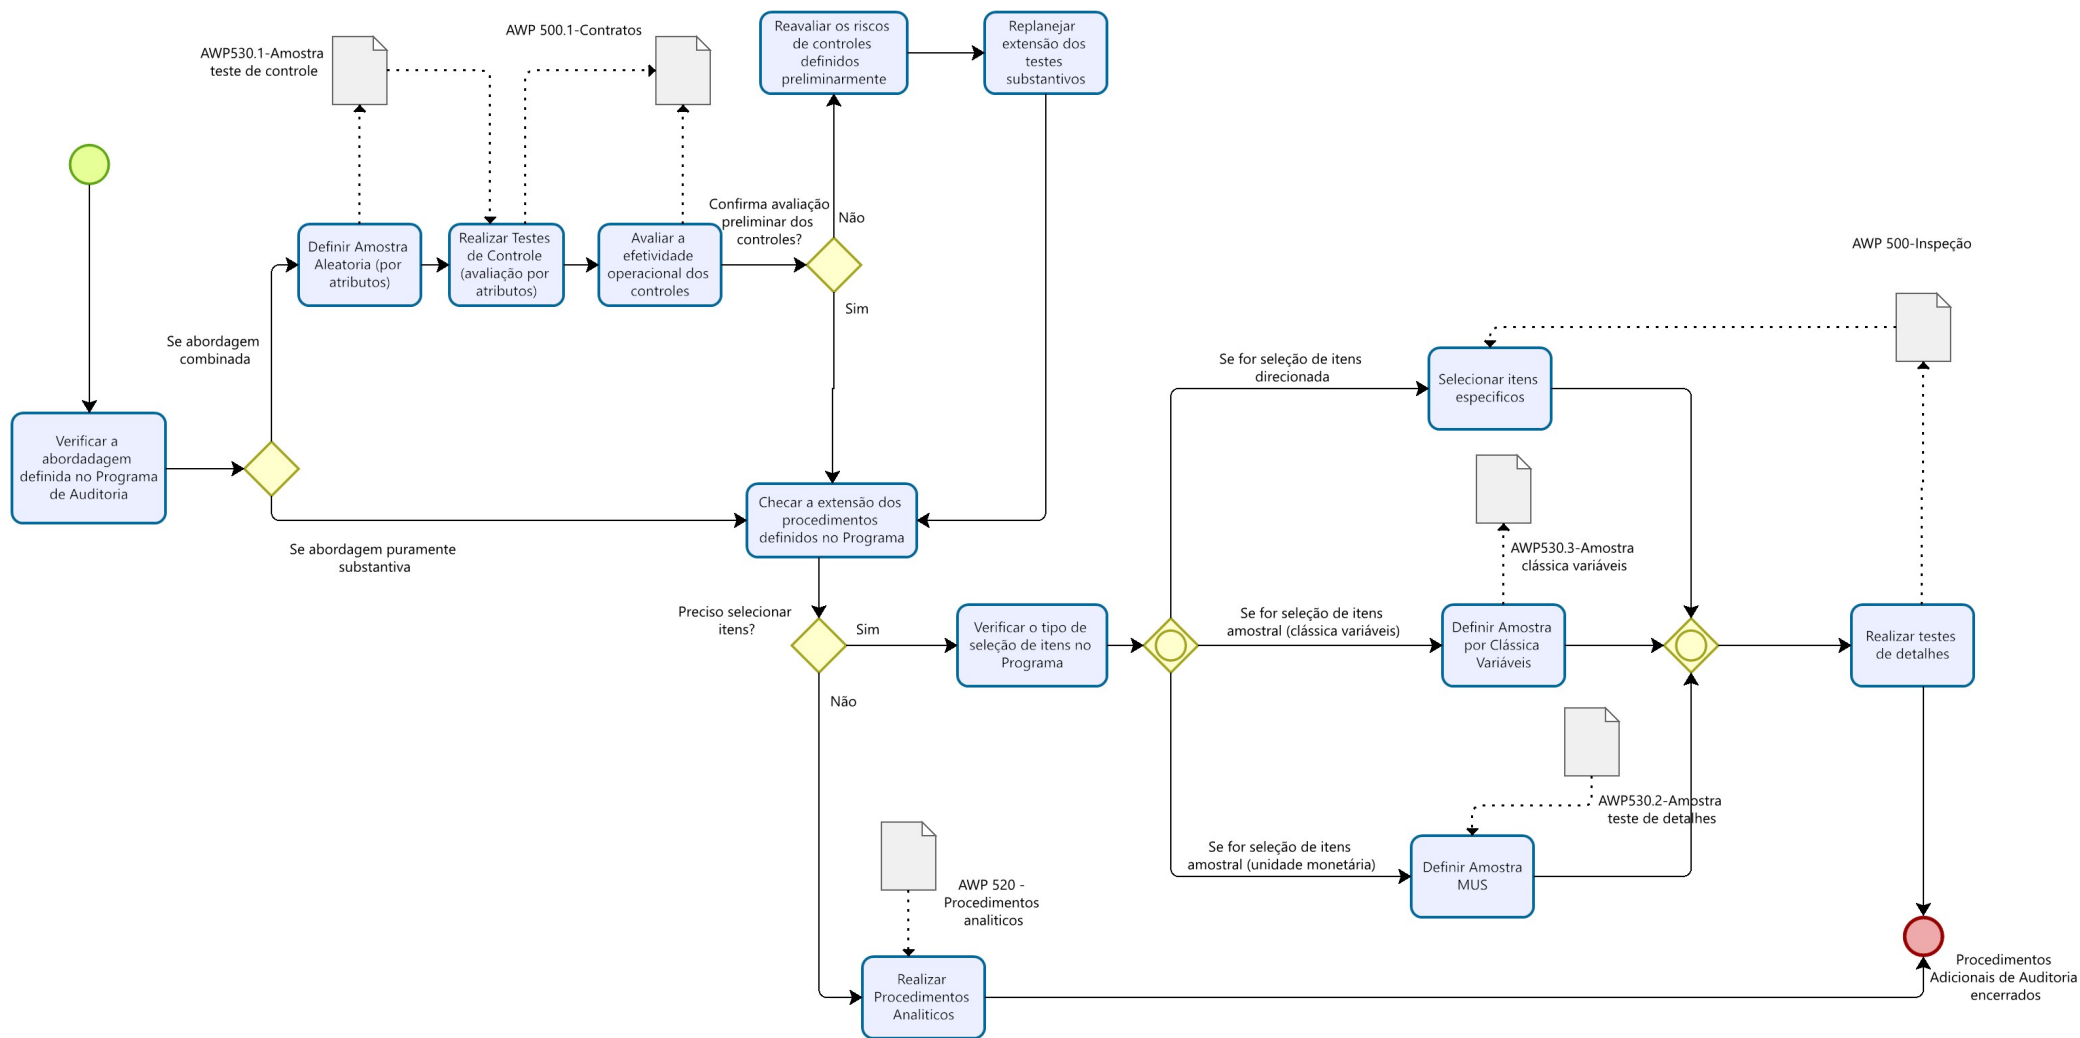 AWP530.1-Amostra
teste de controle
AWP 500.1-Contratos
Reavaliar os riscos
de controles
definidos
preliminarmente
Replanejar
extensão dos
testes
substantivos
Definir Amostra
Aleatoria (por
atributos)
Realizar Testes
de Controle
(avaliação por
atributos)
Avaliar a
efetividade
operacional dos
controles
Confirma avaliação
preliminar dos
controles?
Não
Sim
Se abordagem
combinada
Verificar a
abordadagem
definida no Programa
de Auditoria
Se abordagem puramente
substantiva
Checar a extensão dos
procedimentos
definidos no Programa
Preciso selecionar
itens?
Sim
Não
Verificar o tipo de
seleção de itens no
Programa
Se for seleção de itens
direcionada
Selecionar itens
especificos
AWP 500-Inspeção
AWP530.3-Amostra
clássica variáveis
Se for seleção de itens
amostral (clássica variáveis)
Definir Amostra
por Clássica
Variáveis
Realizar testes
de detalhes
AWP530.2-Amostra
teste de detalhes
Se for seleção de itens
amostral (unidade monetária)
Definir Amostra
MUS
AWP 520 -
Procedimentos
analiticos
Realizar
Procedimentos
Analiticos
Procedimentos
Adicionais de Auditoria
encerrados